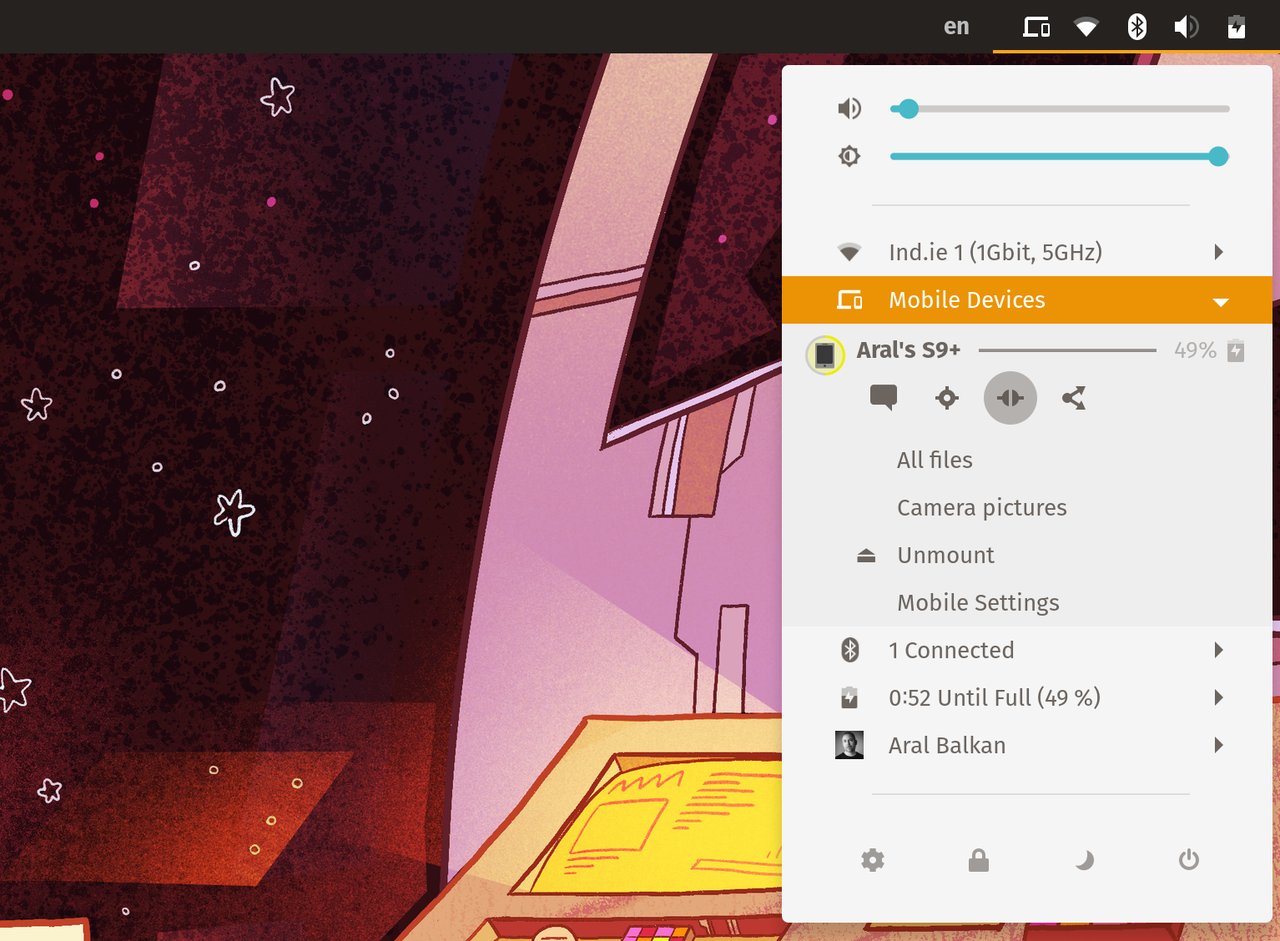 en
Ind.ie 1 (1Gbit, 5GHz)
Mobile Devices
Aral's S9+ 49%
All files
Camera pictures
Unmount
Mobile Settings
1 Connected
0:52 Until Full (49 %)
Aral Balkan